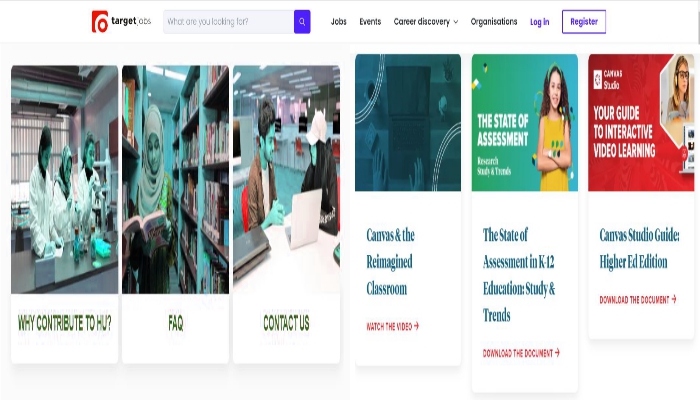 targetjobs
What are you looking for?
Jobs
Events
Career discovery
Organisations
Log in
Register
WHY CONTRIBUTE TO HU?
FAQ
CONTACT US
Canvas & the
Reimagined
Classroom
WATCH THE VIDEO
THE STATE OF
ASSESSMENT
Research
Study & Trends
The State of
Assessment in K-12
Education: Study &
Trends
DOWNLOAD THE DOCUMENT
CANVAS
Studio
YOUR GUIDE
TO INTERACTIVE
VIDEO LEARNING
Canvas Studio Guide:
Higher Ed Edition
DOWNLOAD THE DOCUMENT